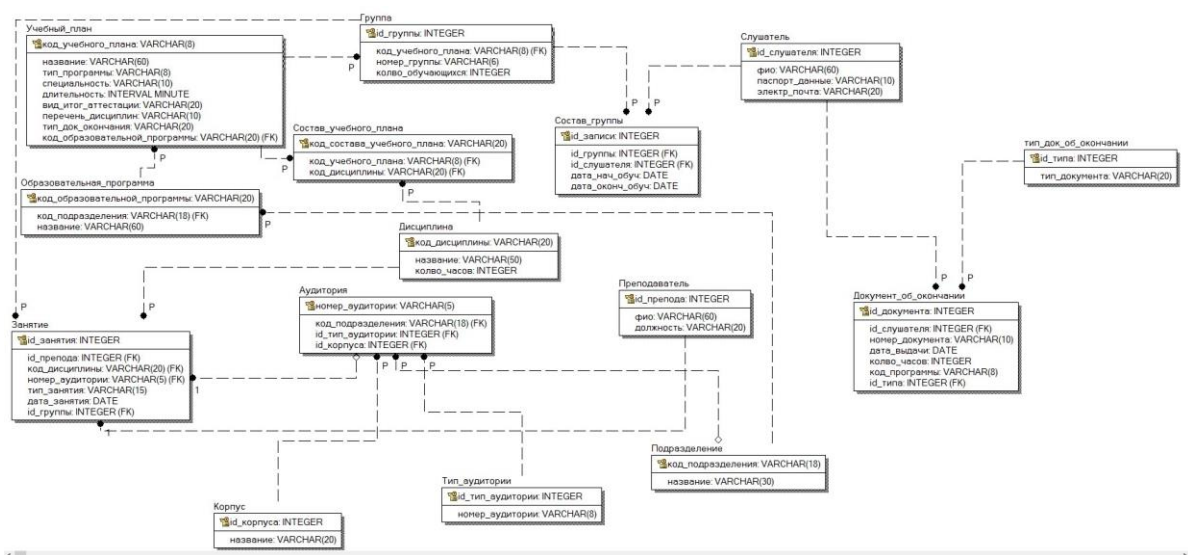 Группа
id_группы: INTEGER
код_учебного_плана: VARCHAR(8) (FK)
номер_группы: VARCHAR(6)
колво_обучающихся: INTEGER
Учебный_план
код_учебного_плана: VARCHAR(8)
название: VARCHAR(60)
тип_программы: VARCHAR(8)
специальность: VARCHAR(10)
длительность: INTERVAL MINUTE
вид_итог_аттестации: VARCHAR(20)
перечень_дисциплин: VARCHAR(10)
тип_док_окончания: VARCHAR(20)
код_образовательной_программы: VARCHAR(20) (FK)
P
P
P
P
P
Слушатель
id_слушателя: INTEGER
фио: VARCHAR(60)
паспорт_данные: VARCHAR(10)
электр_почта: VARCHAR(20)
Состав_учебного_плана
код_состава_учебного_плана: VARCHAR(20)
код_учебного_плана: VARCHAR(8) (FK)
код_дисциплины: VARCHAR(20) (FK)
P
Состав_группы
id_записи: INTEGER
id_группы: INTEGER (FK)
id_слушателя: INTEGER (FK)
дата_нач_обуч: DATE
дата_оконч_обуч: DATE
тип_док_об_окончании
id_типа: INTEGER
тип_документа: VARCHAR(20)
Образовательная_программа
код_образовательной_программы: VARCHAR(20)
код_подразделения: VARCHAR(18) (FK)
название: VARCHAR(60)
P
Дисциплина
код_дисциплины: VARCHAR(20)
название: VARCHAR(50)
колво_часов: INTEGER
Аудитория
номер_аудитории: VARCHAR(5)
код_подразделения: VARCHAR(18) (FK)
id_тип_аудитории: INTEGER (FK)
id_корпуса: INTEGER (FK)
P
P
P
Преподаватель
id_препода: INTEGER
фио: VARCHAR(60)
должность: VARCHAR(20)
P
P
Документ_об_окончании
id_документа: INTEGER
id_слушателя: INTEGER (FK)
номер_документа: VARCHAR(10)
дата_выдачи: DATE
колво_часов: INTEGER
код_программы: VARCHAR(8)
id_типа: INTEGER (FK)
P
P
Занятие
id_занятия: INTEGER
id_препода: INTEGER (FK)
код_дисциплины: VARCHAR(20) (FK)
номер_аудитории: VARCHAR(5) (FK)
тип_занятия: VARCHAR(15)
дата_занятия: DATE
id_группы: INTEGER (FK)
1
1
Подразделение
код_подразделения: VARCHAR(18)
название: VARCHAR(30)
Тип_аудитории
id_тип_аудитории: INTEGER
номер_аудитории: VARCHAR(8)
Корпус
id_корпуса: INTEGER
название: VARCHAR(20)